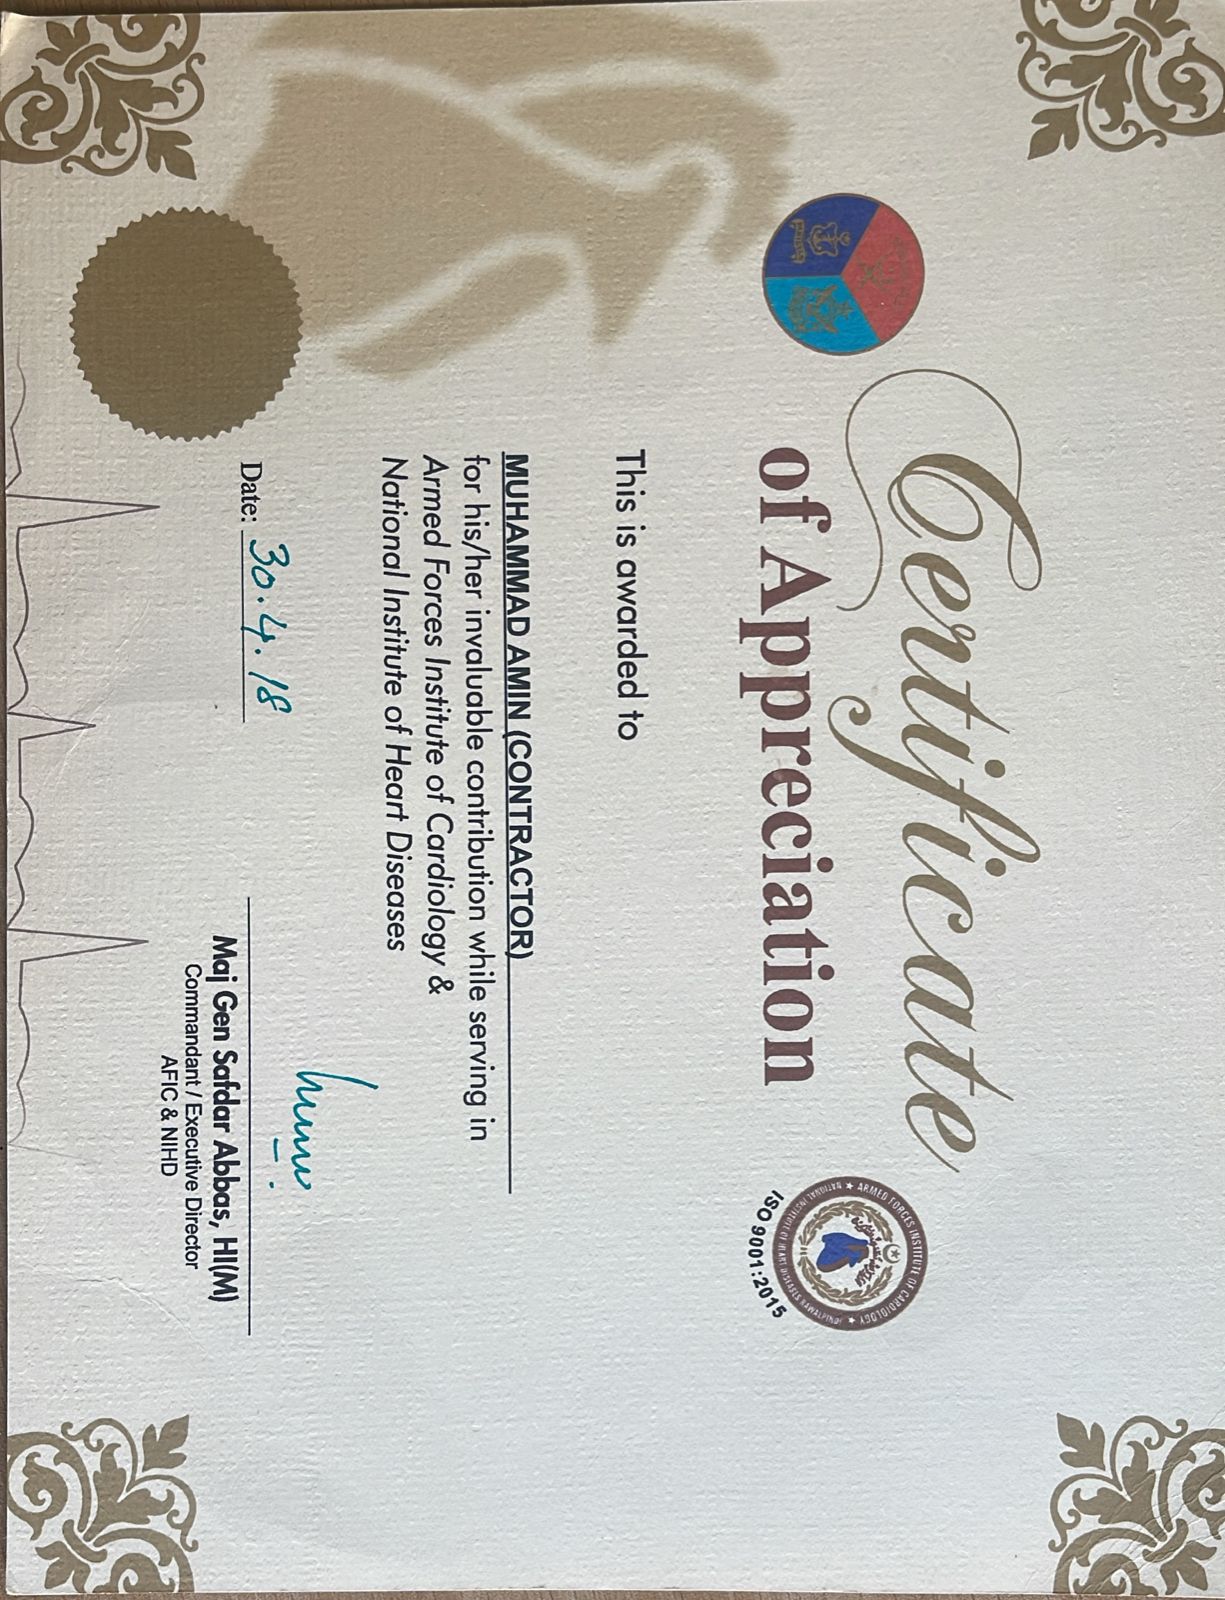 Certificate
of Appreciation
ARMED FORCES INSTITUTE OF CARDIOLOGY
NATIONAL INSTITUTE OF HEART DISEASES RAWALPINDI
ISO 9001:2015
This is awarded to
MUHAMMAD AMIN (CONTRACTOR)
for his/her invaluable contribution while serving in
Armed Forces Institute of Cardiology &
National Institute of Heart Diseases
Date: 30.4.18
Maj Gen Safdar Abbas, HI(M)
Commandant / Executive Director
AFIC & NIHD